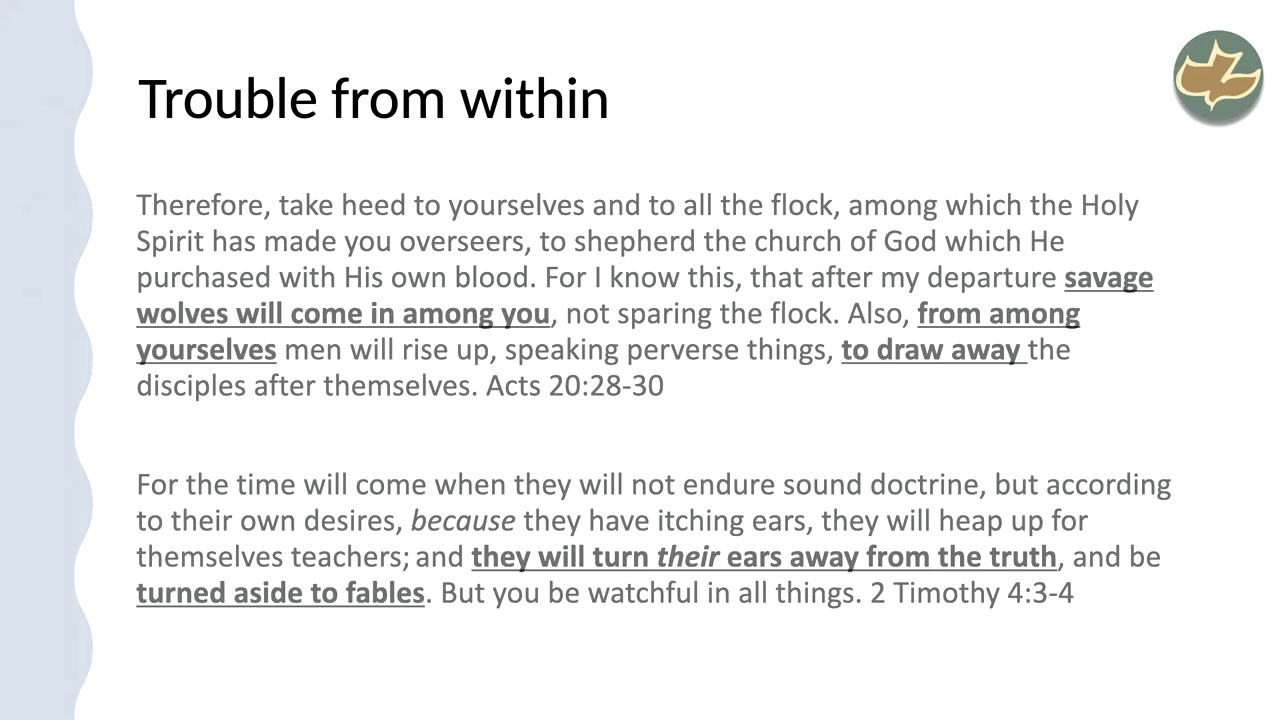 Trouble from within
Therefore, take heed to yourselves and to all the flock, among which the Holy
Spirit has made you overseers, to shepherd the church of God which He
purchased with His own blood. For I know this, that after my departure savage
wolves will come in among you, not sparing the flock. Also, from among
yourselves men will rise up, speaking perverse things, to draw away the
disciples after themselves. Acts 20:28-30
For the time will come when they will not endure sound doctrine, but according
to their own desires, because they have itching ears, they will heap up for
themselves teachers; and they will turn their ears away from the truth, and be
turned aside to fables. But you be watchful in all things. 2 Timothy 4:3-4